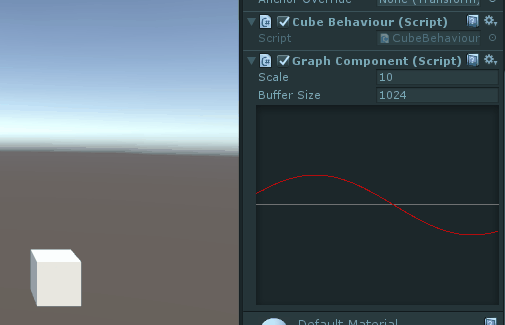 Anchor Override None (Transform)
Cube Behaviour (Script)
Script CubeBehaviour
Graph Component (Script)
Scale 10
Buffer Size 1024
Default Material